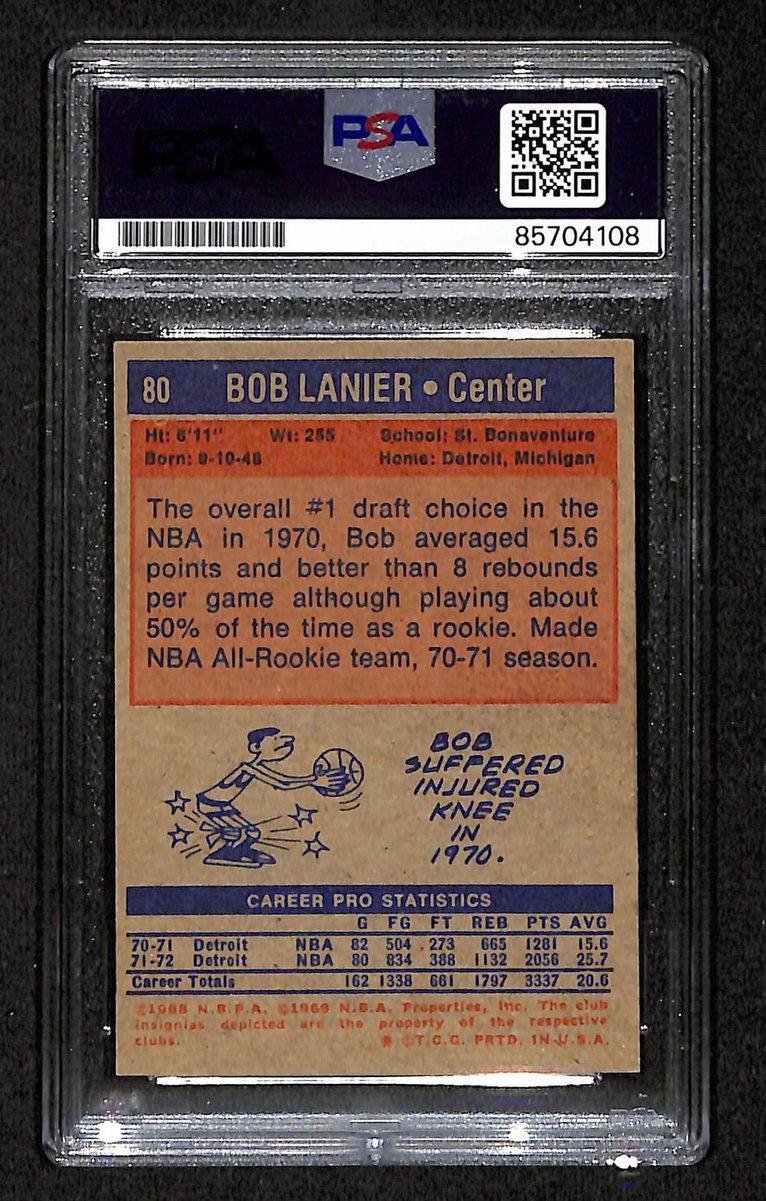 PSA
PSA
85704108
80 BOB LANIER • Center
Ht: 6'11" Wt: 255 School: St. Bonaventure
Born: 9-10-48 Home: Detroit, Michigan
The overall #1 draft choice in the
NBA in 1970, Bob averaged 15.6
points and better than 8 rebounds
per game although playing about
50% of the time as a rookie. Made
NBA All-Rookie team, 70-71 season.
BOB
SUFFERED
INJURED
KNEE
IN
1970.
CAREER PRO STATISTICS
G FG FT REB PTS AVG
70-71 Detroit NBA 82 504 273 665 1281 15.6
71-72 Detroit NBA 80 834 388 1132 2056 25.7
Career Totals 162 1338 661 1797 3337 20.6
©1968 N.B.P.A. ©1969 N.B.A. Properties, Inc. The club
insignias depicted are the property of the respective
clubs. ©T.C.G. PRTD. IN U.S.A.